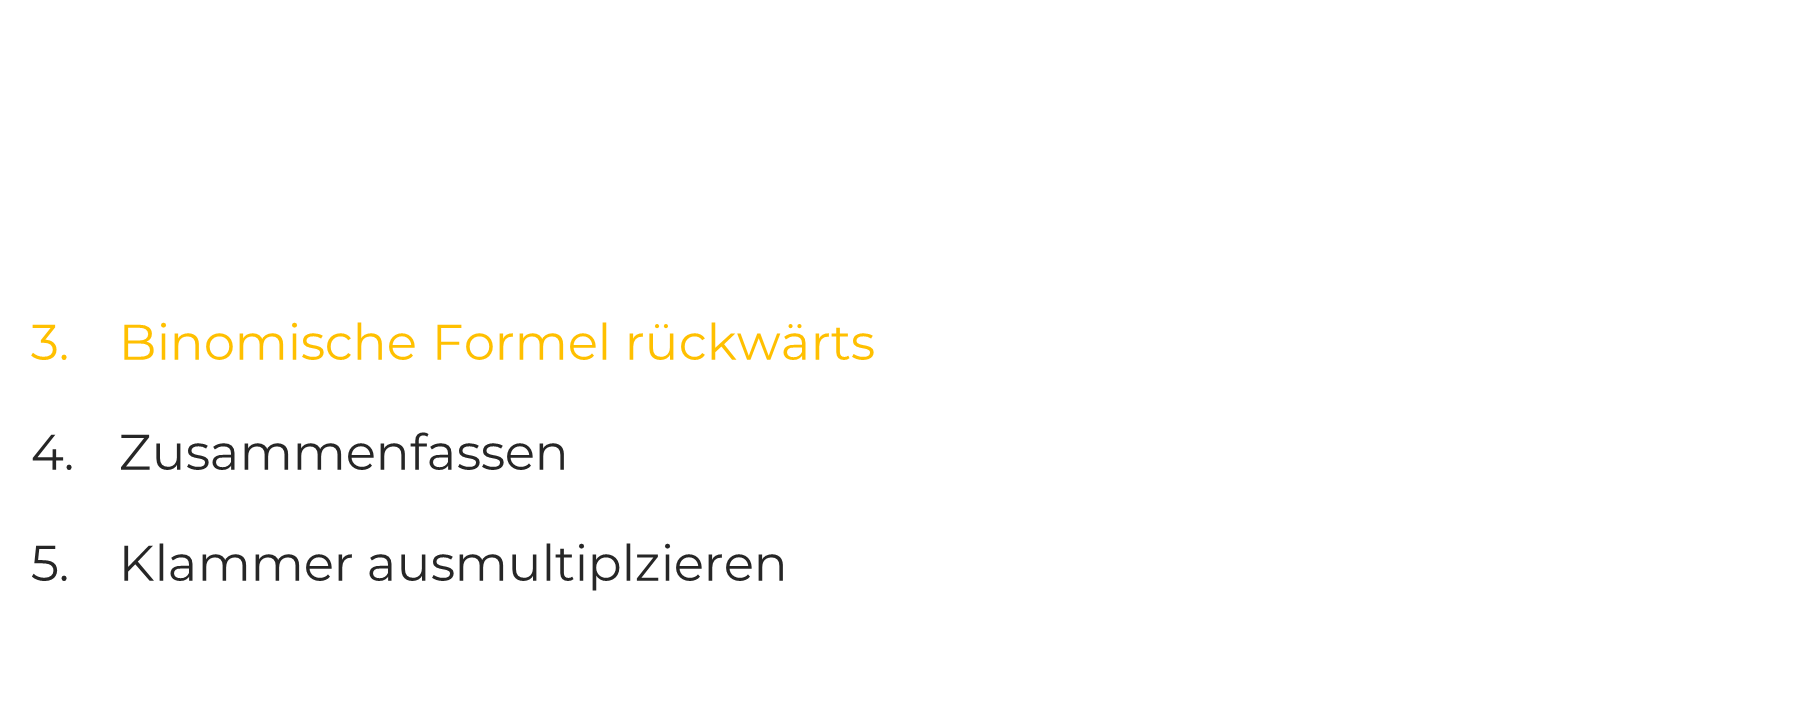 3. Binomische Formel rückwärts
4. Zusammenfassen
5. Klammer ausmultiplzieren